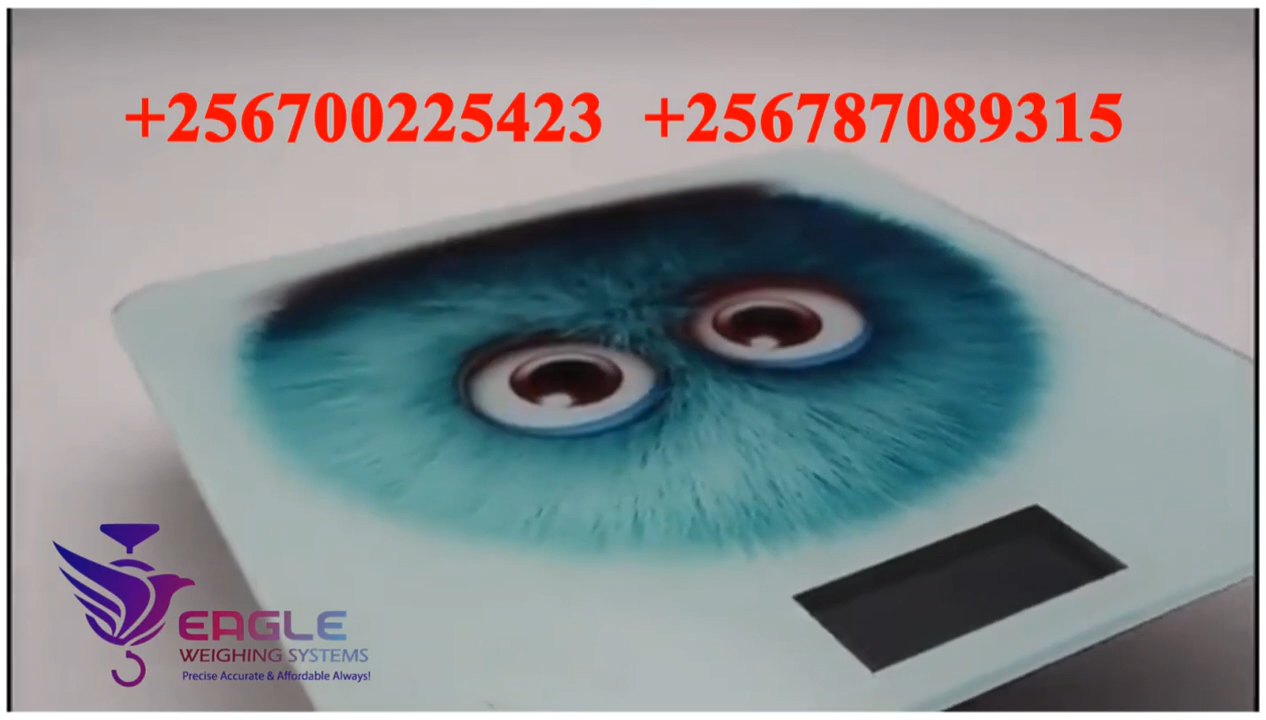 +256700225423 +256787089315
EAGLE
WEIGHING SYSTEMS
Precise Accurate & Affordable Always!